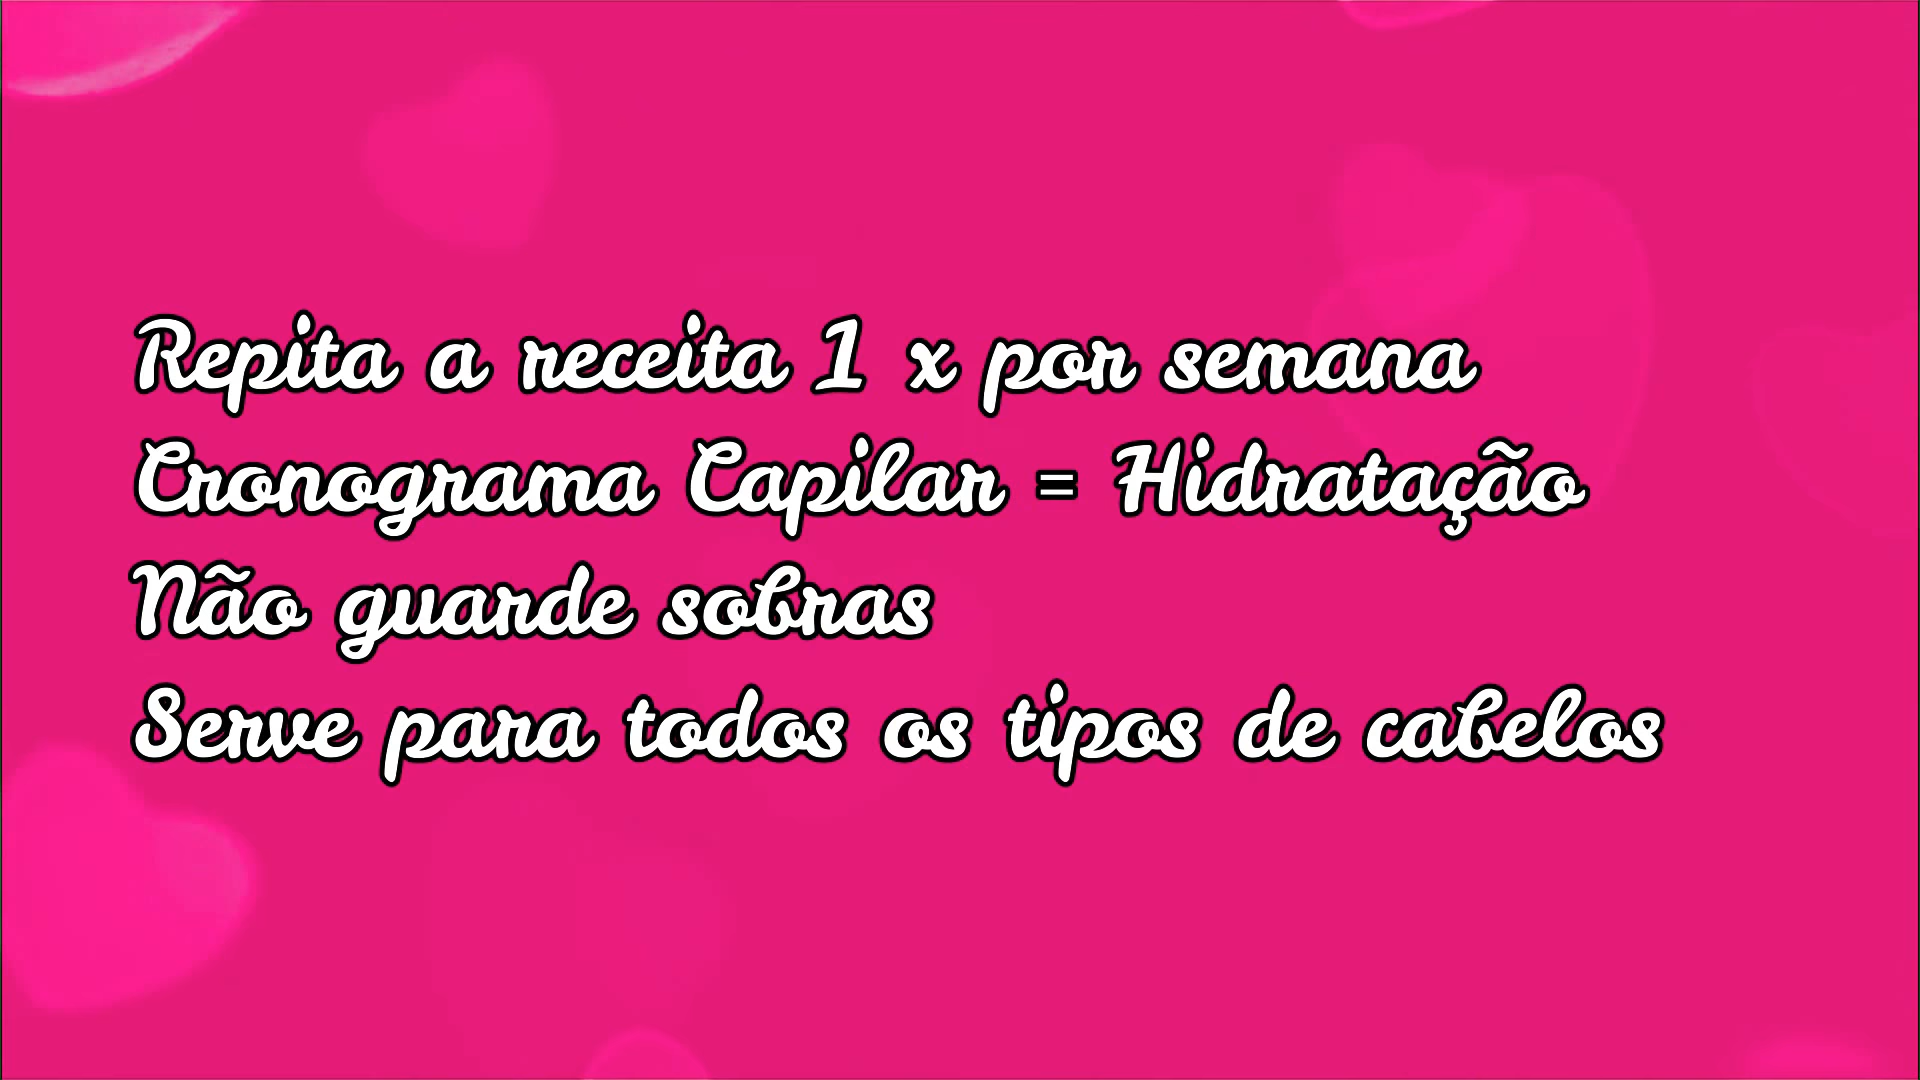 Repita a receita 1 x por semana
Cronograma Capilar = Hidratação
Não guarde sobras
Serve para todos os tipos de cabelos